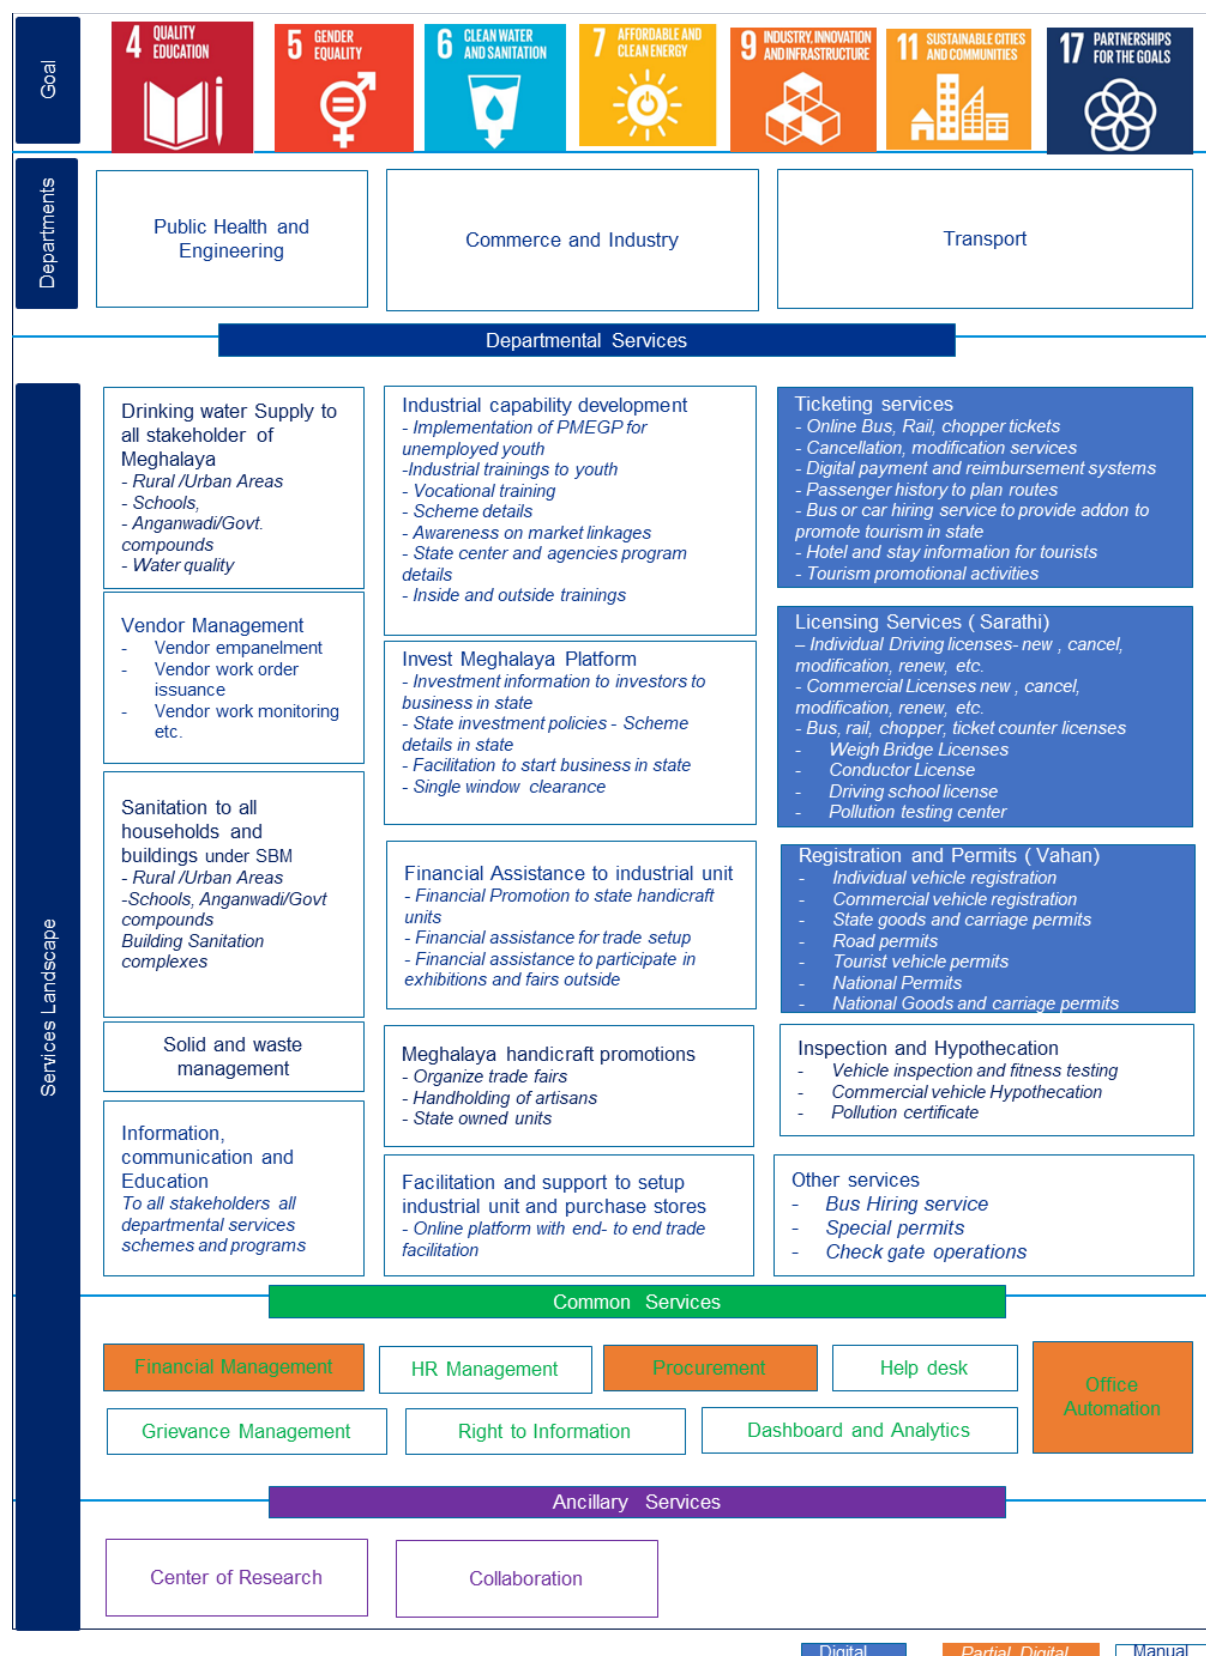 Goal
4 QUALITY
EDUCATION
5 GENDER
EQUALITY
6 CLEAN WATER
AND SANITATION
7 AFFORDABLE AND
CLEAN ENERGY
9 INDUSTRY, INNOVATION
AND INFRASTRUCTURE
11 SUSTAINABLE CITIES
AND COMMUNITIES
17 PARTNERSHIPS
FOR THE GOALS
Departments
Public Health and
Engineering
Commerce and Industry
Transport
Departmental Services
Services Landscape
Drinking water Supply to
all stakeholder of
Meghalaya
- Rural /Urban Areas
- Schools,
- Anganwadi/Govt.
compounds
- Water quality
Vendor Management
- Vendor empanelment
- Vendor work order
issuance
- Vendor work monitoring
etc.
Sanitation to all
households and
buildings under SBM
- Rural /Urban Areas
-Schools, Anganwadi/Govt
compounds
Building Sanitation
complexes
Solid and waste
management
Information,
communication and
Education
To all stakeholders all
departmental services
schemes and programs
Industrial capability development
- Implementation of PMEGP for
unemployed youth
-Industrial trainings to youth
- Vocational training
- Scheme details
- Awareness on market linkages
- State center and agencies program
details
- Inside and outside trainings
Invest Meghalaya Platform
- Investment information to investors to
business in state
- State investment policies - Scheme
details in state
- Facilitation to start business in state
- Single window clearance
Financial Assistance to industrial unit
- Financial Promotion to state handicraft
units
- Financial assistance for trade setup
- Financial assistance to participate in
exhibitions and fairs outside
Meghalaya handicraft promotions
- Organize trade fairs
- Handholding of artisans
- State owned units
Facilitation and support to setup
industrial unit and purchase stores
- Online platform with end- to end trade
facilitation
Ticketing services
- Online Bus, Rail, chopper tickets
- Cancellation, modification services
- Digital payment and reimbursement systems
- Passenger history to plan routes
- Bus or car hiring service to provide addon to
promote tourism in state
- Hotel and stay information for tourists
- Tourism promotional activities
Licensing Services ( Sarathi)
– Individual Driving licenses- new , cancel,
modification, renew, etc.
- Commercial Licenses new , cancel,
modification, renew, etc.
- Bus, rail, chopper, ticket counter licenses
- Weigh Bridge Licenses
- Conductor License
- Driving school license
- Pollution testing center
Registration and Permits ( Vahan)
- Individual vehicle registration
- Commercial vehicle registration
- State goods and carriage permits
- Road permits
- Tourist vehicle permits
- National Permits
- National Goods and carriage permits
Inspection and Hypothecation
- Vehicle inspection and fitness testing
- Commercial vehicle Hypothecation
- Pollution certificate
Other services
- Bus Hiring service
- Special permits
- Check gate operations
Common Services
Financial Management
HR Management
Procurement
Help desk
Office
Automation
Grievance Management
Right to Information
Dashboard and Analytics
Ancillary Services
Center of Research
Collaboration
Digital
Partial Digital
Manual